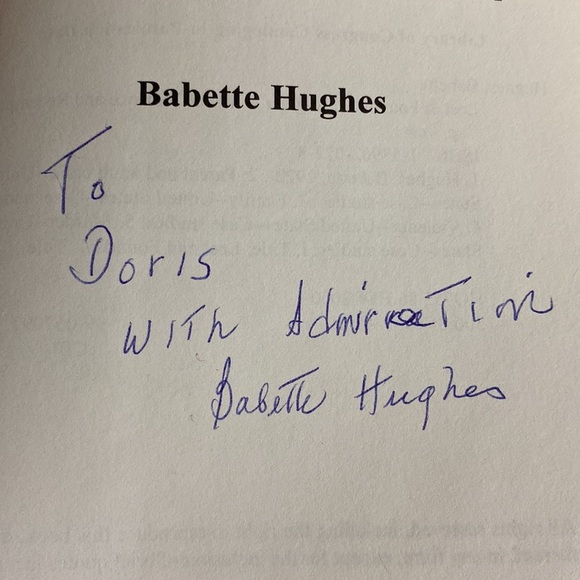 Babette Hughes
To
Doris
With Admiration
Babette Hughes